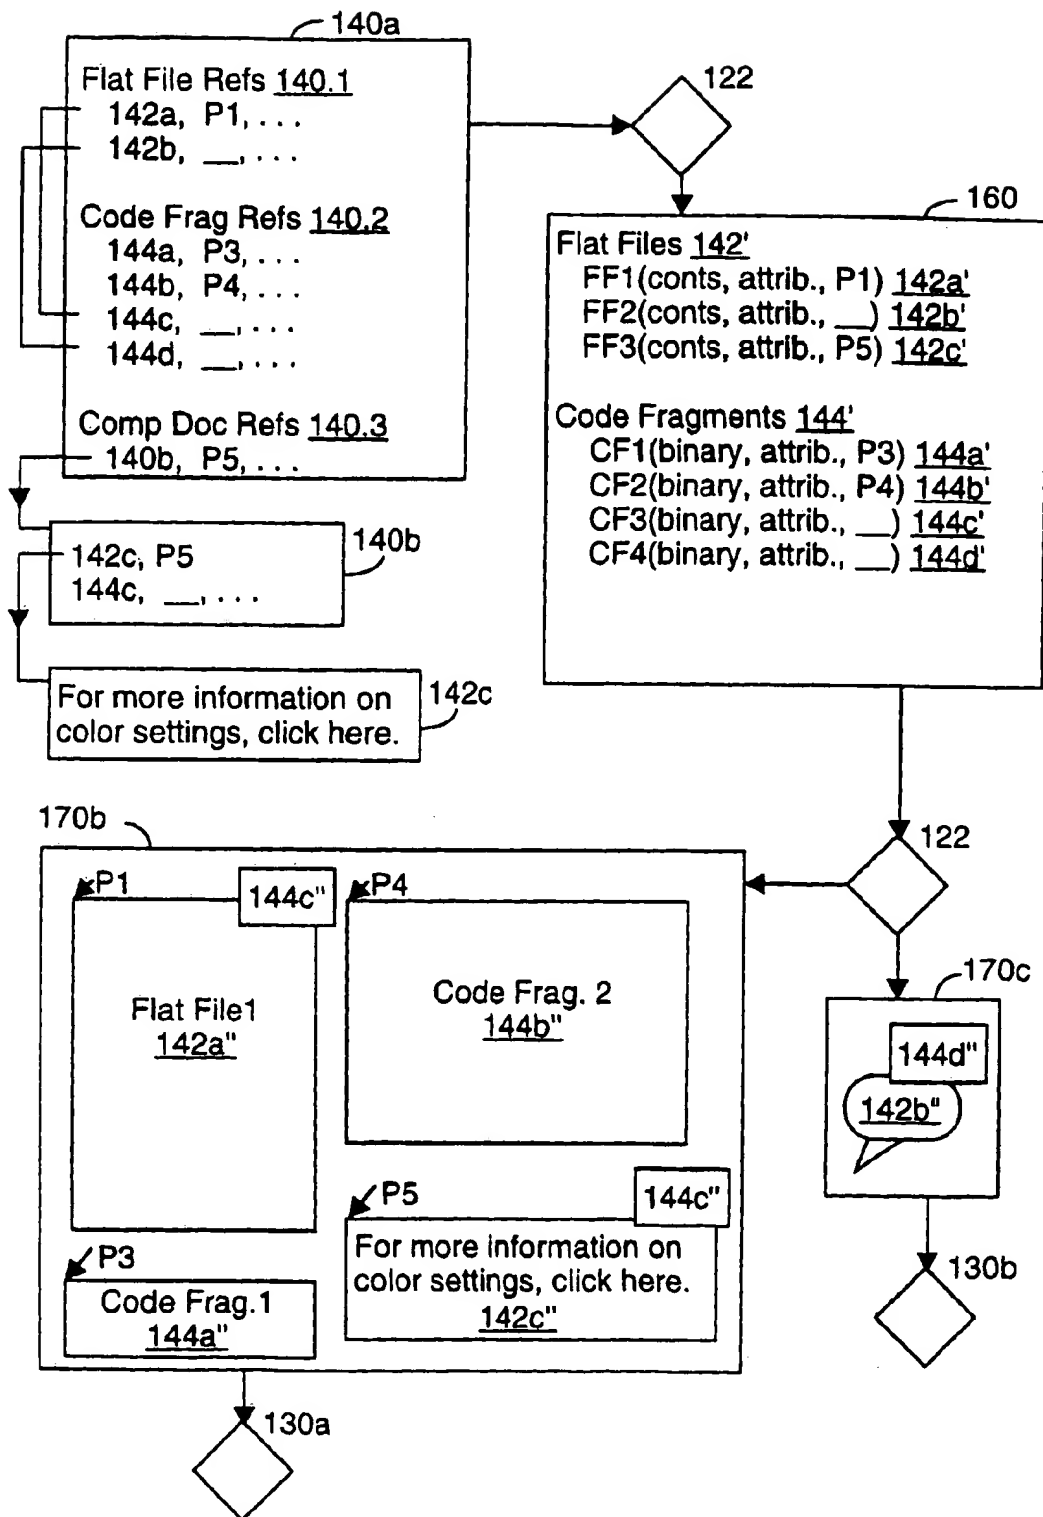 140a
Flat File Refs 140.1
142a, P1, . . .
142b, __, . . .
Code Frag Refs 140.2
144a, P3, . . .
144b, P4, . . .
144c, __, . . .
144d, __, . . .
Comp Doc Refs 140.3
140b, P5, . . .
140b
142c, P5
144c, __, . . .
142c
For more information on
color settings, click here.
122
160
Flat Files 142'
FF1(conts, attrib., P1) 142a'
FF2(conts, attrib., __) 142b'
FF3(conts, attrib., P5) 142c'
Code Fragments 144'
CF1(binary, attrib., P3) 144a'
CF2(binary, attrib., P4) 144b'
CF3(binary, attrib., __) 144c'
CF4(binary, attrib., __) 144d'
122
170b
P1
144c"
Flat File1
142a"
P4
Code Frag. 2
144b"
P3
Code Frag.1
144a"
P5
144c"
For more information on
color settings, click here.
142c"
170c
144d"
142b"
130b
130a